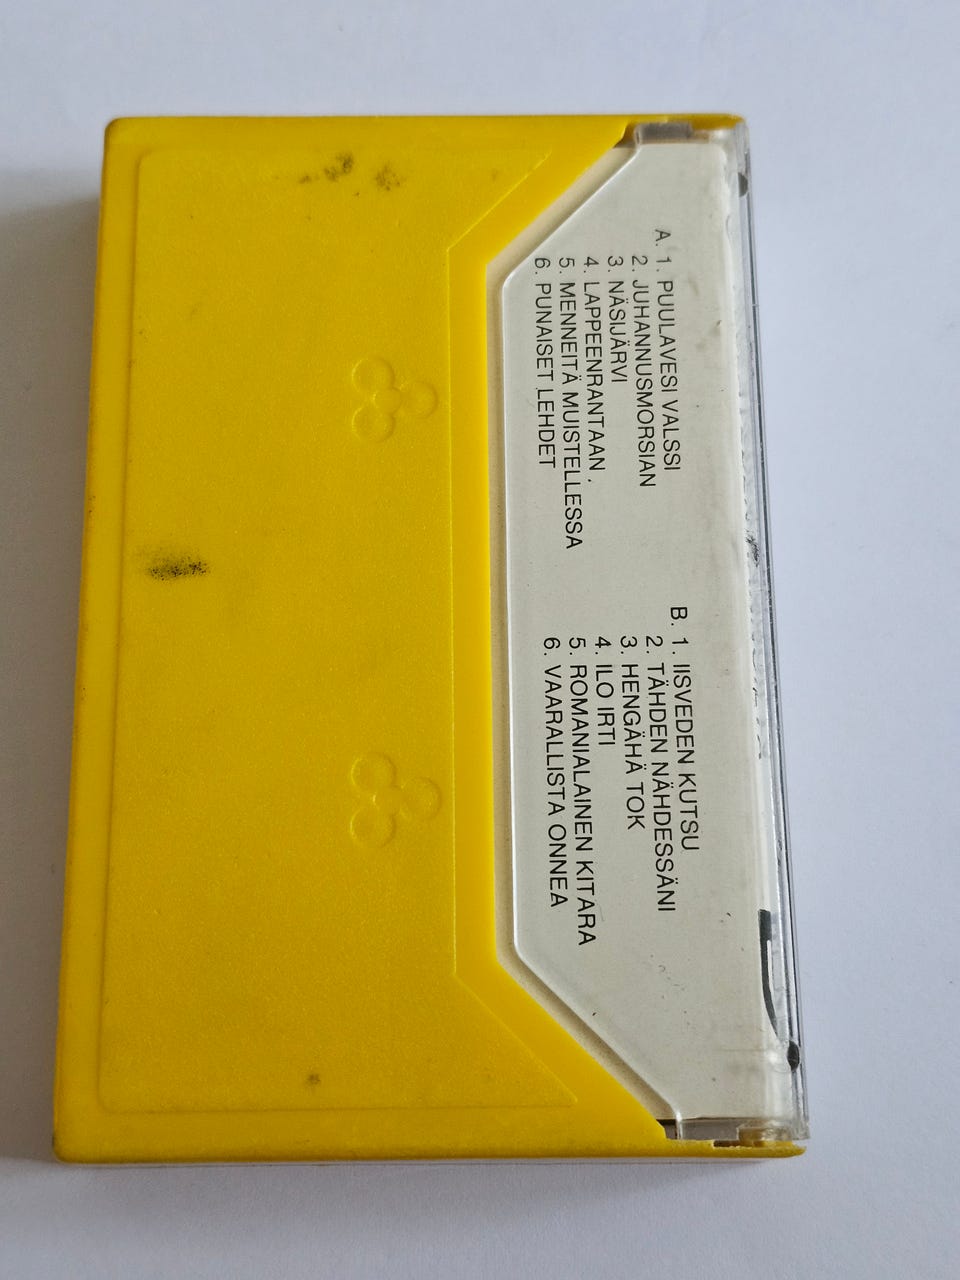 A. 1. PUULAVESI VALSSI
2. JUHANNUSMORSIAN
3. NÄSIJÄRVI
4. LAPPEENRANTAAN
5. MENNEITÄ MUISTELLESSA
6. PUNAISET LEHDET
B. 1. IISVEDEN KUTSU
2. TÄHDEN NÄHDESSÄNI
3. HENGÄHÄ TOK
4. ILO IRTI
5. ROMANIALAINEN KITARA
6. VAARALLISTA ONNEA